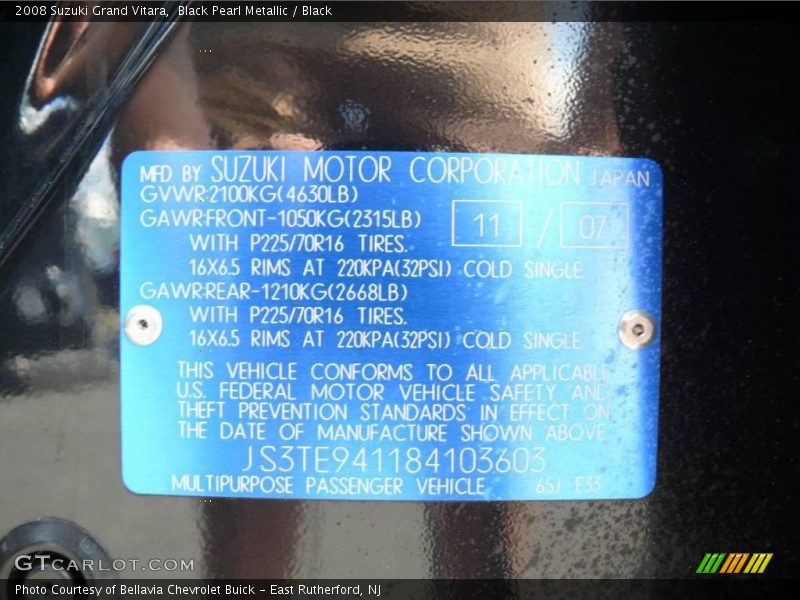 2008 Suzuki Grand Vitara,  Black Pearl Metallic / Black
MFD BY SUZUKI MOTOR CORPORATION JAPAN
GVWR:2100KG(4630LB)
GAWR:FRONT-1050KG(2315LB) 11 / 07
WITH P225/70R16 TIRES.
16X6.5 RIMS AT 220KPA(32PSI) COLD SINGLE.
GAWR:REAR-1210KG(2668LB)
WITH P225/70R16 TIRES.
16X6.5 RIMS AT 220KPA(32PSI) COLD SINGLE.
THIS VEHICLE CONFORMS TO ALL APPLICABLE
U.S. FEDERAL MOTOR VEHICLE SAFETY AND
THEFT PREVENTION STANDARDS IN EFFECT ON
THE DATE OF MANUFACTURE SHOWN ABOVE.
JS3TE941184103603
MULTIPURPOSE PASSENGER VEHICLE 65J E33
GTCARLOT.COM
Photo Courtesy of Bellavia Chevrolet Buick - East Rutherford, NJ